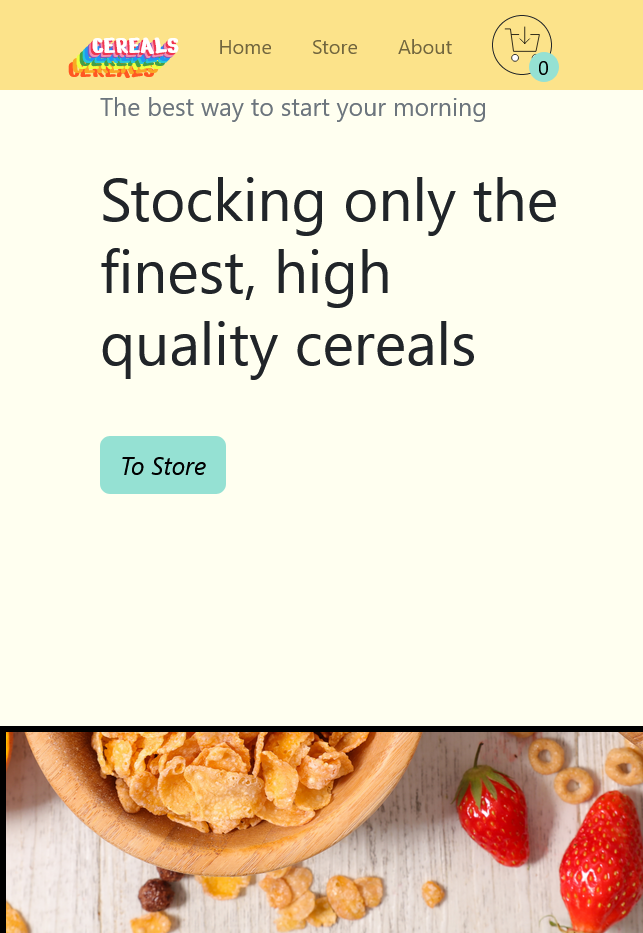 CEREALS
CEREALS
Home
Store
About
0
The best way to start your morning
Stocking only the
finest, high
quality cereals
To Store